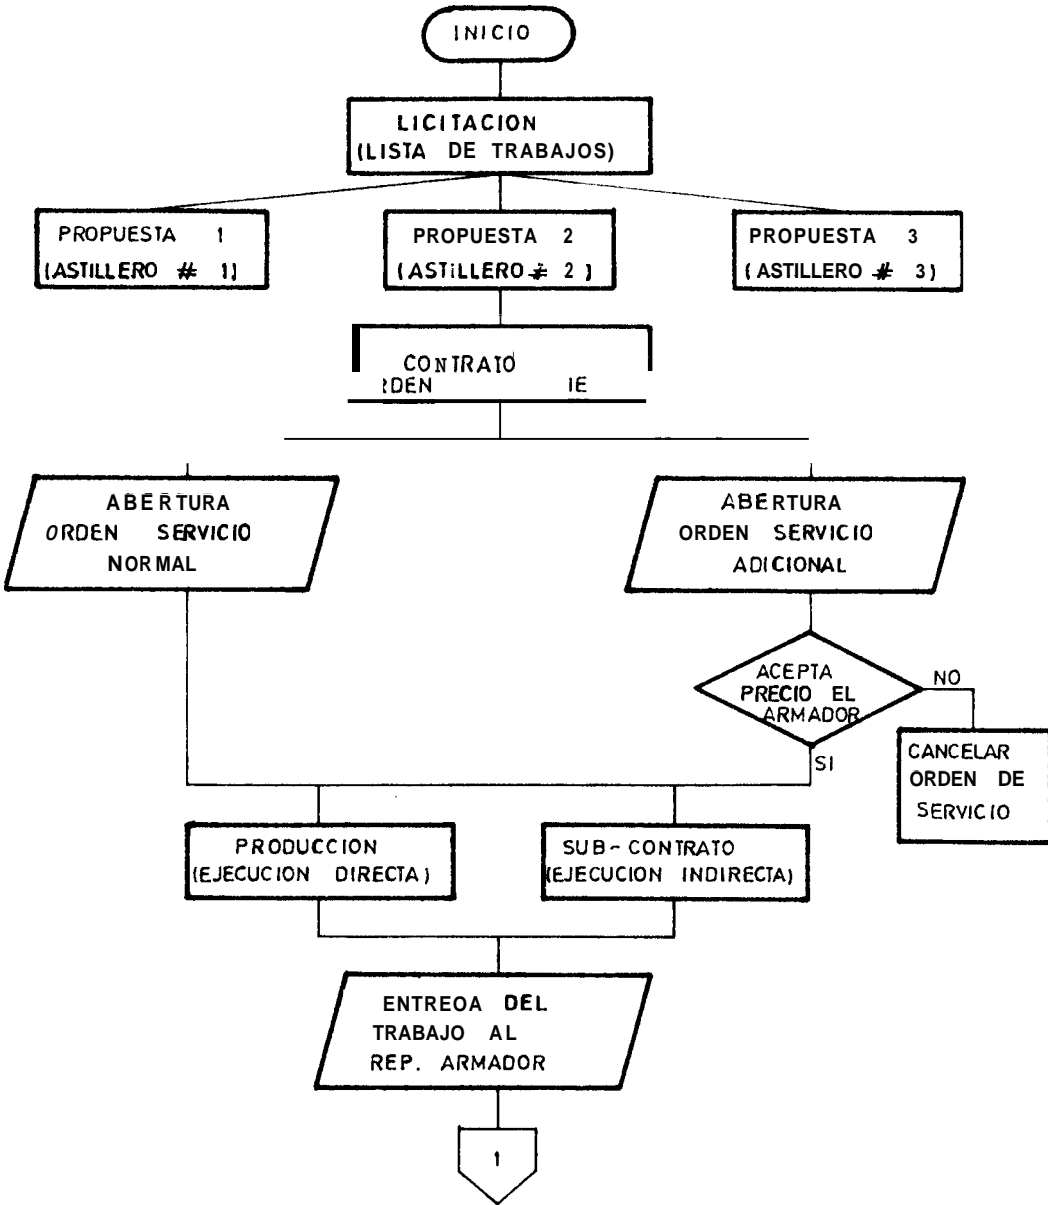 INICIO
LICITACION
(LISTA DE TRABAJOS)
PROPUESTA 1
(ASTILLERO # 1)
PROPUESTA 2
(ASTILLERO # 2)
PROPUESTA 3
(ASTILLERO # 3)
CONTRATO
RDEN IE
ABERTURA
ORDEN SERVICIO
NORMAL
ABERTURA
ORDEN SERVICIO
ADICIONAL
ACEPTA
PRECIO EL
ARMADOR
NO
SI
CANCELAR
ORDEN DE
SERVICIO
PRODUCCION
(EJECUCION DIRECTA)
SUB-CONTRATO
(EJECUCION INDIRECTA)
ENTREOA DEL
TRABAJO AL
REP. ARMADOR
1